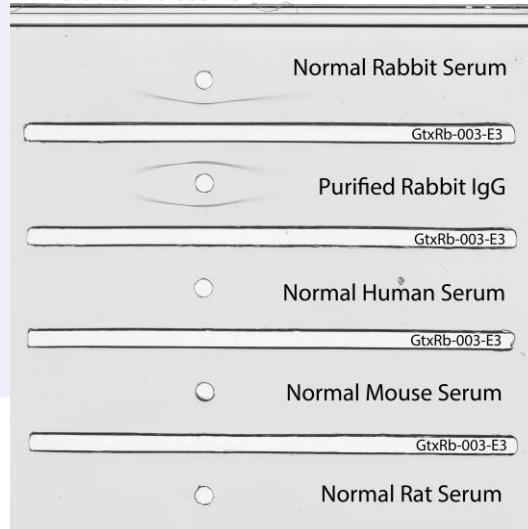 Normal Rabbit Serum
GtxRb-003-E3
Purified Rabbit IgG
GtxRb-003-E3
Normal Human Serum
GtxRb-003-E3
Normal Mouse Serum
GtxRb-003-E3
Normal Rat Serum